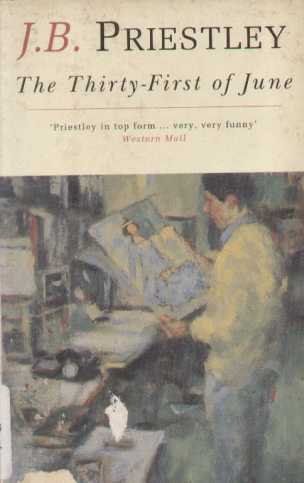 J.B. PRIESTLEY
The Thirty-First of June
'Priestley in top form ... very, very funny'
Western Mail